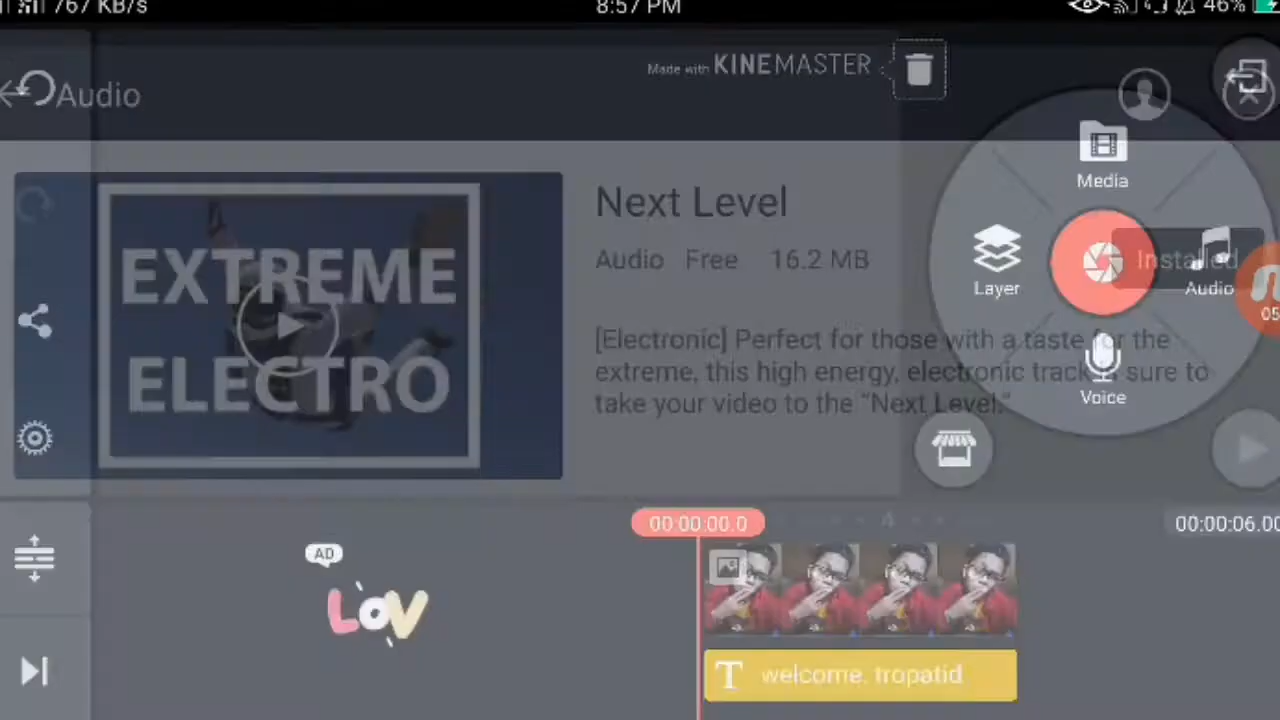 767 KB/s
8:57 PM
46%
Audio
Made with KINEMASTER
Media
Next Level
Audio Free 16.2 MB
Layer
Installed
Audio
05
EXTREME
ELECTRO
[Electronic] Perfect for those with a taste for the
extreme, this high energy, electronic track is sure to
take your video to the “Next Level.”
Voice
00:00:00.0
00:00:06.00
AD
LOV
T welcome. tropatid